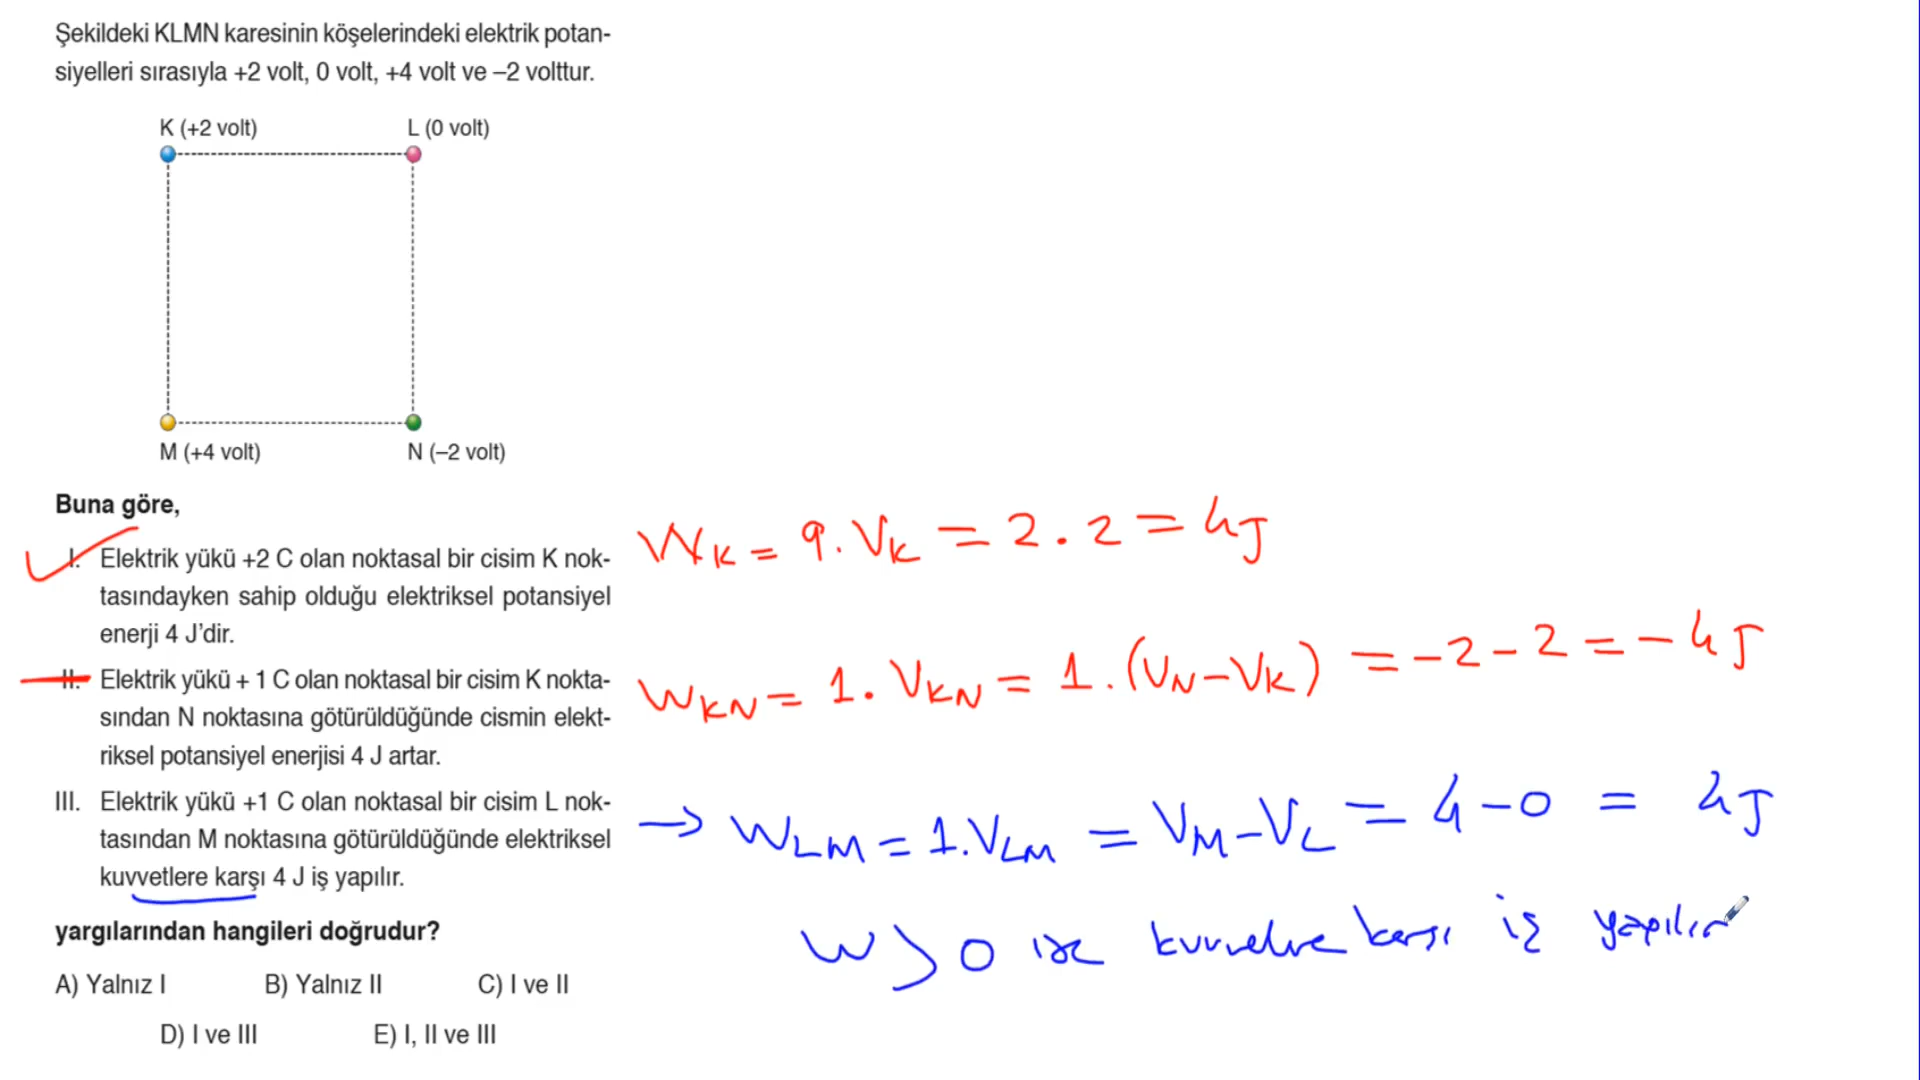 Şekildeki KLMN karesinin köşelerindeki elektrik potan-
siyelleri sırasıyla +2 volt, 0 volt, +4 volt ve –2 volttur.
K (+2 volt)
L (0 volt)
M (+4 volt)
N (–2 volt)
Buna göre,
I. Elektrik yükü +2 C olan noktasal bir cisim K nok-
tasındayken sahip olduğu elektriksel potansiyel
enerji 4 J’dir.
II. Elektrik yükü + 1 C olan noktasal bir cisim K nokta-
sından N noktasına götürüldüğünde cismin elekt-
riksel potansiyel enerjisi 4 J artar.
III. Elektrik yükü +1 C olan noktasal bir cisim L nok-
tasından M noktasına götürüldüğünde elektriksel
kuvvetlere karşı 4 J iş yapılır.
yargılarından hangileri doğrudur?
A) Yalnız I
B) Yalnız II
C) I ve II
D) I ve III
E) I, II ve III
WK = q.VK = 2.2 = 4J
WKN = 1.VKN = 1.(VN-VK) = -2-2 = -4J
→ WLM = 1.VLM = VM-VL = 4-0 = 4J
W > 0 ise kuvvetlere karşı iş yapılır